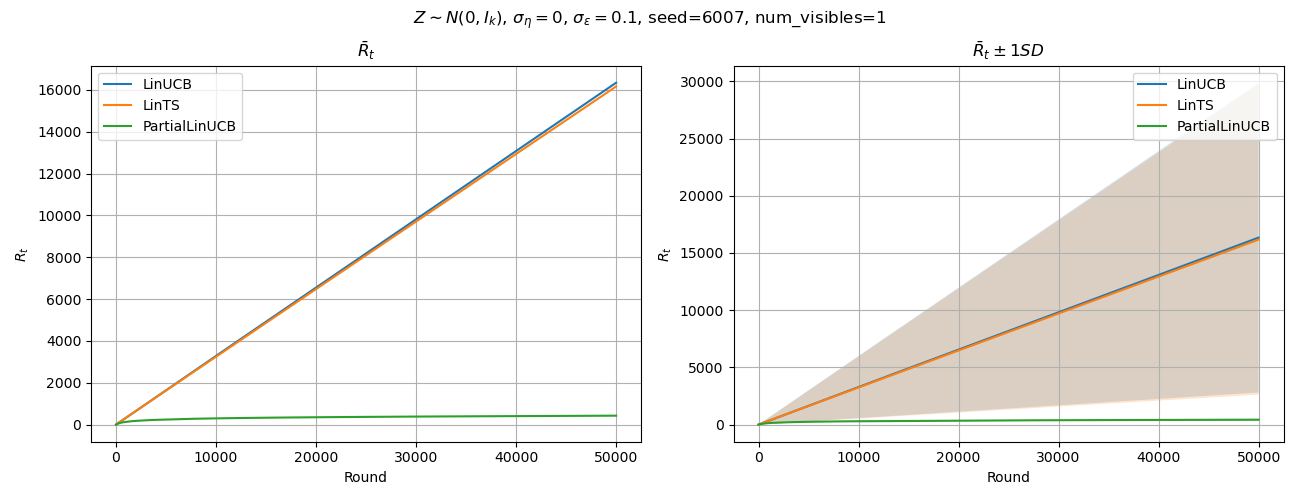 Z ∼ N(0, I_k), σ_η = 0, σ_ε = 0.1, seed=6007, num_visibles=1
R̄_t
16000
14000
12000
10000
8000
6000
4000
2000
0
R_t
LinUCB
LinTS
PartialLinUCB
0 10000 20000 30000 40000 50000
Round
R̄_t ± 1SD
30000
25000
20000
15000
10000
5000
0
R_t
LinUCB
LinTS
PartialLinUCB
0 10000 20000 30000 40000 50000
Round